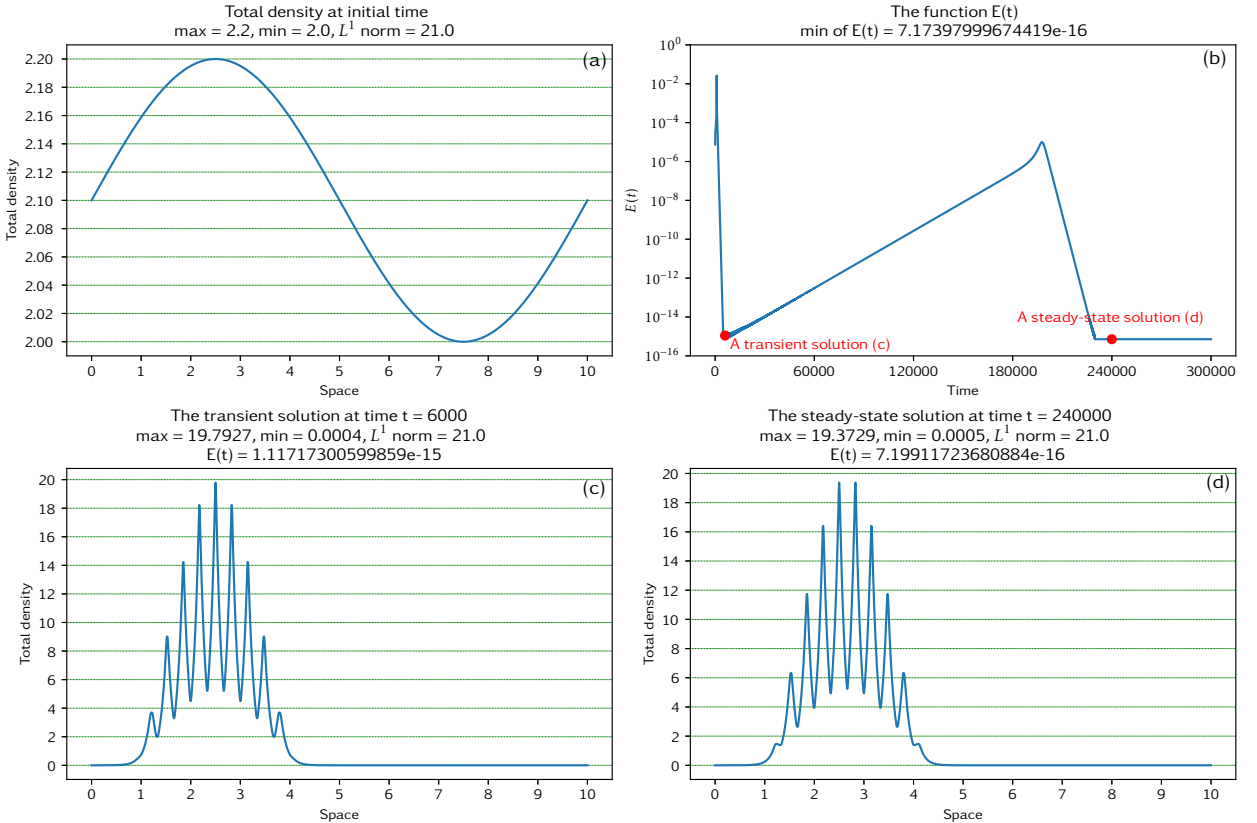 Total density at initial time
max = 2.2, min = 2.0, L¹ norm = 21.0
(a)
2.20
2.18
2.16
2.14
2.12
2.10
2.08
2.06
2.04
2.02
2.00
Total density
0 1 2 3 4 5 6 7 8 9 10
Space
The function E(t)
min of E(t) = 7.17397999674419e-16
(b)
10⁰
10⁻²
10⁻⁴
10⁻⁶
10⁻⁸
10⁻¹⁰
10⁻¹²
10⁻¹⁴
10⁻¹⁶
E(t)
A steady-state solution (d)
A transient solution (c)
0 60000 120000 180000 240000 300000
Time
The transient solution at time t = 6000
max = 19.7927, min = 0.0004, L¹ norm = 21.0
E(t) = 1.11717300599859e-15
(c)
20
18
16
14
12
10
8
6
4
2
0
Total density
0 1 2 3 4 5 6 7 8 9 10
Space
The steady-state solution at time t = 240000
max = 19.3729, min = 0.0005, L¹ norm = 21.0
E(t) = 7.19911723680884e-16
(d)
20
18
16
14
12
10
8
6
4
2
0
Total density
0 1 2 3 4 5 6 7 8 9 10
Space